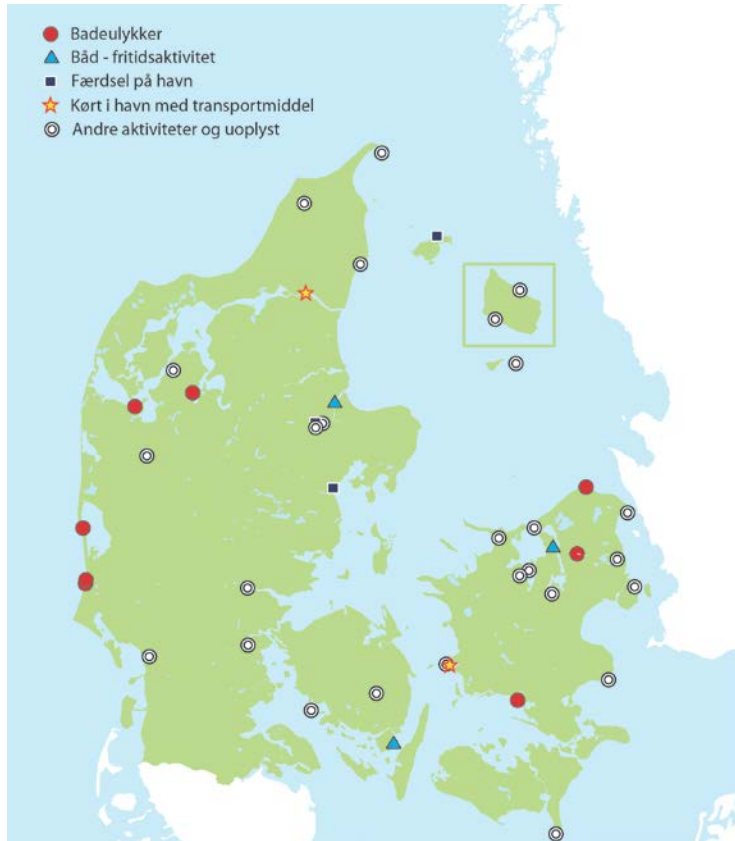 Badeulykker
Båd - fritidsaktivitet
Færdsel på havn
Kørt i havn med transportmiddel
Andre aktiviteter og uoplyst